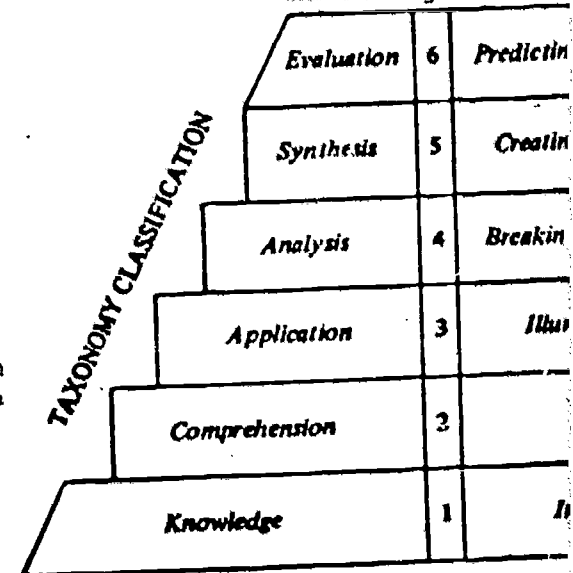 Evaluation 6 Predictin
Synthesis 5 Creatin
Analysis 4 Breakin
Application 3
Comprehension 2
Knowledge 1
TAXONOMY CLASSIFICATION